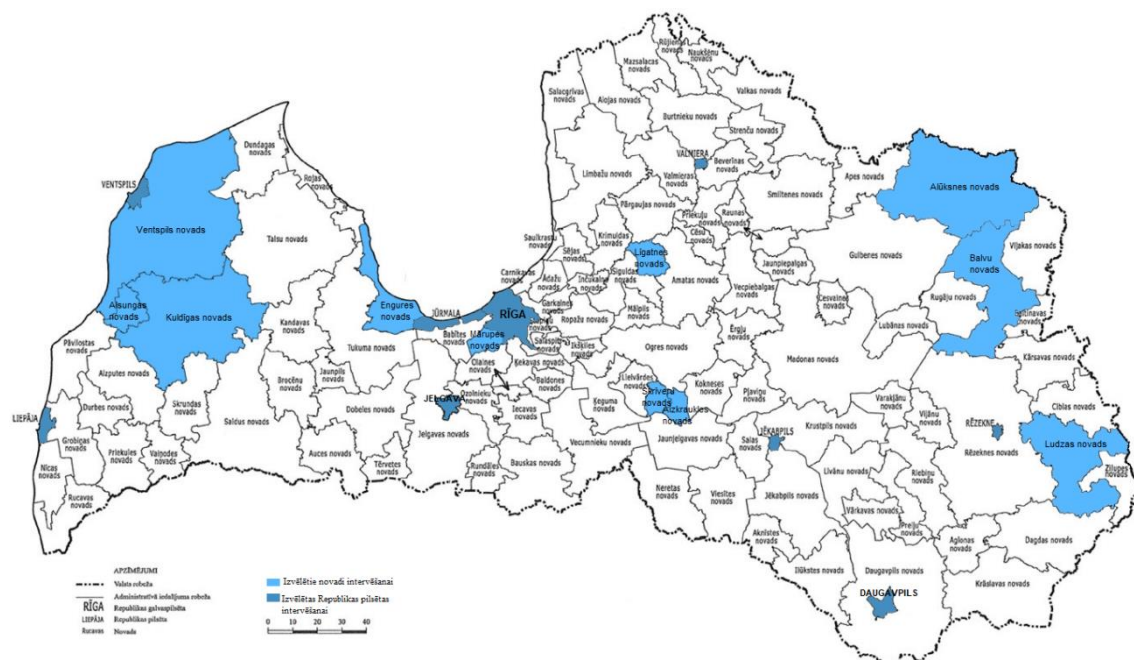 Rūjienas
novads
Naukšēnu
novads
Mazsalacas
novads
Salacgrīvas
novads
Alojas novads
Valkas novads
Burtnieku novads
Strenču novads
VALMIERA
Beverīnas
novads
Limbažu novads
Valmieras
novads
Smiltenes novads
Apes novads
Alūksnes novads
Dundagas
novads
Rojas
novads
VENTSPILS
Ventspils novads
Talsu novads
Pārgaujas novads
Priekuļu
novads
Raunas
novads
Cēsu
novads
Krimuldas
novads
Saulkrastu
novads
Sējas
novads
Līgatnes
novads
Siguldas
novads
Inčukalna
novads
Amatas novads
Jaunpiebalgas
novads
Vecpiebalgas
novads
Gulberes novads
Balvu
novads
Viļakas novads
Rugāju
novads
Baltinavas
novads
Carnikavas
novads
Ādažu
novads
Garkalnes
novads
Ropažu novads
Mālpils
novads
Cesvaines
novads
Lubānas novads
Alsungas
novads
Kuldīgas novads
Engures
novads
JŪRMALA
RĪGA
Babītes
novads
Mārupes
novads
Stopiņu
novads
Salaspils
novads
Ikšķiles
novads
Ogres novads
Ērgļu
novads
Madonas novads
Kārsavas novads
Pāvilostas
novads
Kandavas
novads
Tukuma novads
Olaines
novads
Ķekavas novads
Aizputes novads
Skrundas
novads
Brocēnu
novads
Jaunpils
novads
Baldones
novads
Lielvārdes
novads
Skrīveru
novads
Aizkraukles
novads
Kokneses
novads
Pļaviņu
novads
Varakļānu
novads
Ciblas novads
LIEPĀJA
Durbes novads
Saldus novads
Dobeles novads
JELGAVA
Ozolnieku
novads
Iecavas
novads
Ķeguma
novads
Viļānu
novads
RĒZEKNE
Rēzeknes novads
Ludzas novads
Grobiņas
novads
Priekules
novads
Vaiņodes
novads
Auces novads
Jelgavas novads
Vecumnieku novads
Jaunjelgavas novads
JĒKABPILS
Salas
novads
Krustpils novads
Zilupes
novads
Nīcas
novads
Rucavas
novads
Tērvetes
novads
Rundāles
novads
Bauskas novads
Neretas
novads
Viesītes
novads
Jēkabpils novads
Līvānu novads
Riebiņu
novads
Vārkavas novads
Preiļu
novads
Aknīstes
novads
Aglonas
novads
Dagdas novads
Ilūkstes novads
Daugavpils novads
DAUGAVPILS
Krāslavas novads
APZĪMĒJUMI
Valsts robeža
Administratīvā iedalījuma robeža
RĪGA Republikas galvaspilsēta
LIEPĀJA Republikas pilsēta
Rucavas Novads
Izvēlētie novadi intervēšanai
Izvēlētas Republikas pilsētas
intervēšanai
0 10 20 30 40